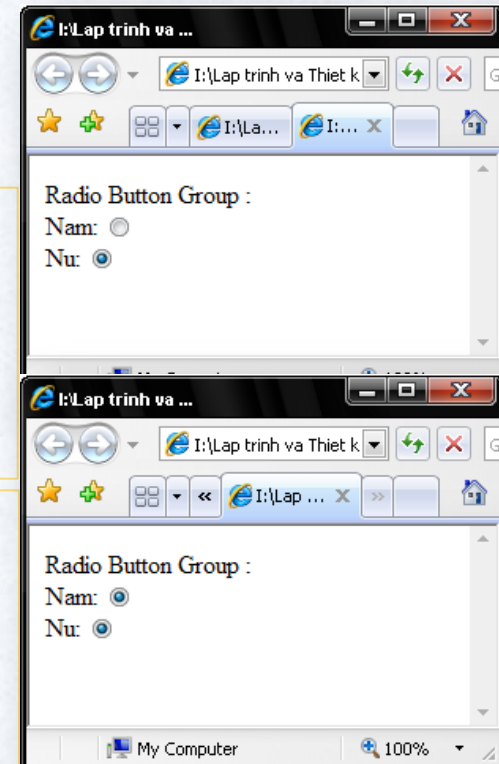 I:\Lap trinh va ...
I:\Lap trinh va Thiet k
G
I:\La...
I:...
Radio Button Group :
Nam:
Nu:
I:\Lap trinh va ...
I:\Lap trinh va Thiet k
G
I:\Lap ...
Radio Button Group :
Nam:
Nu:
My Computer
100%